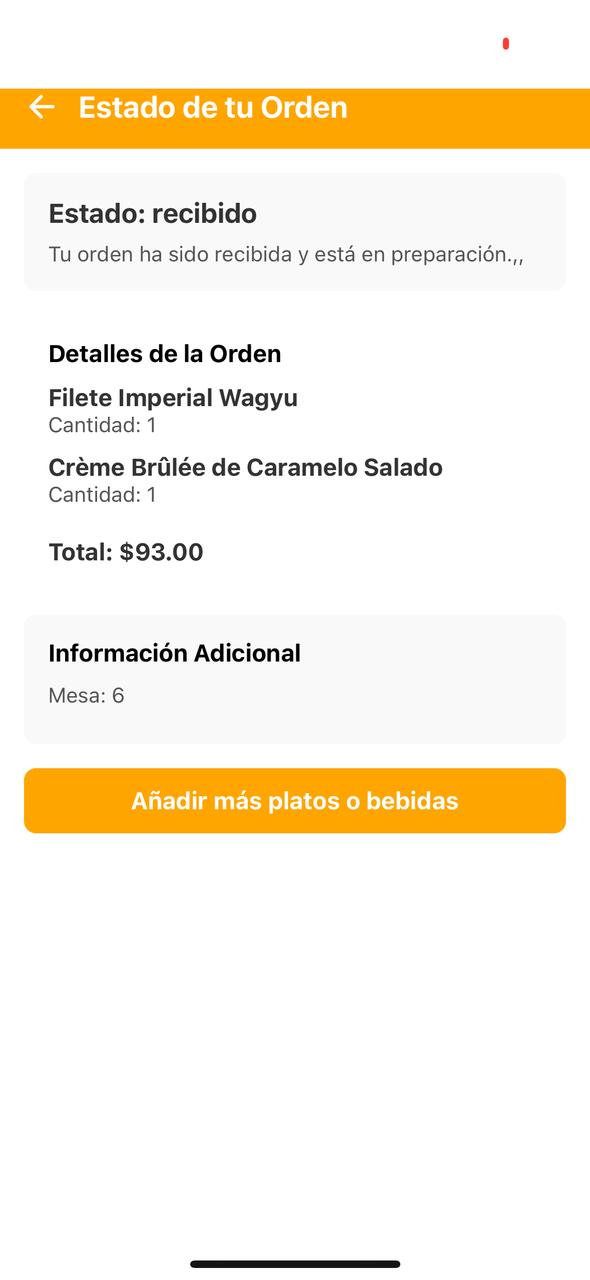 Estado de tu Orden
Estado: recibido
Tu orden ha sido recibida y está en preparación.,,
Detalles de la Orden
Filete Imperial Wagyu
Cantidad: 1
Crème Brûlée de Caramelo Salado
Cantidad: 1
Total: $93.00
Información Adicional
Mesa: 6
Añadir más platos o bebidas